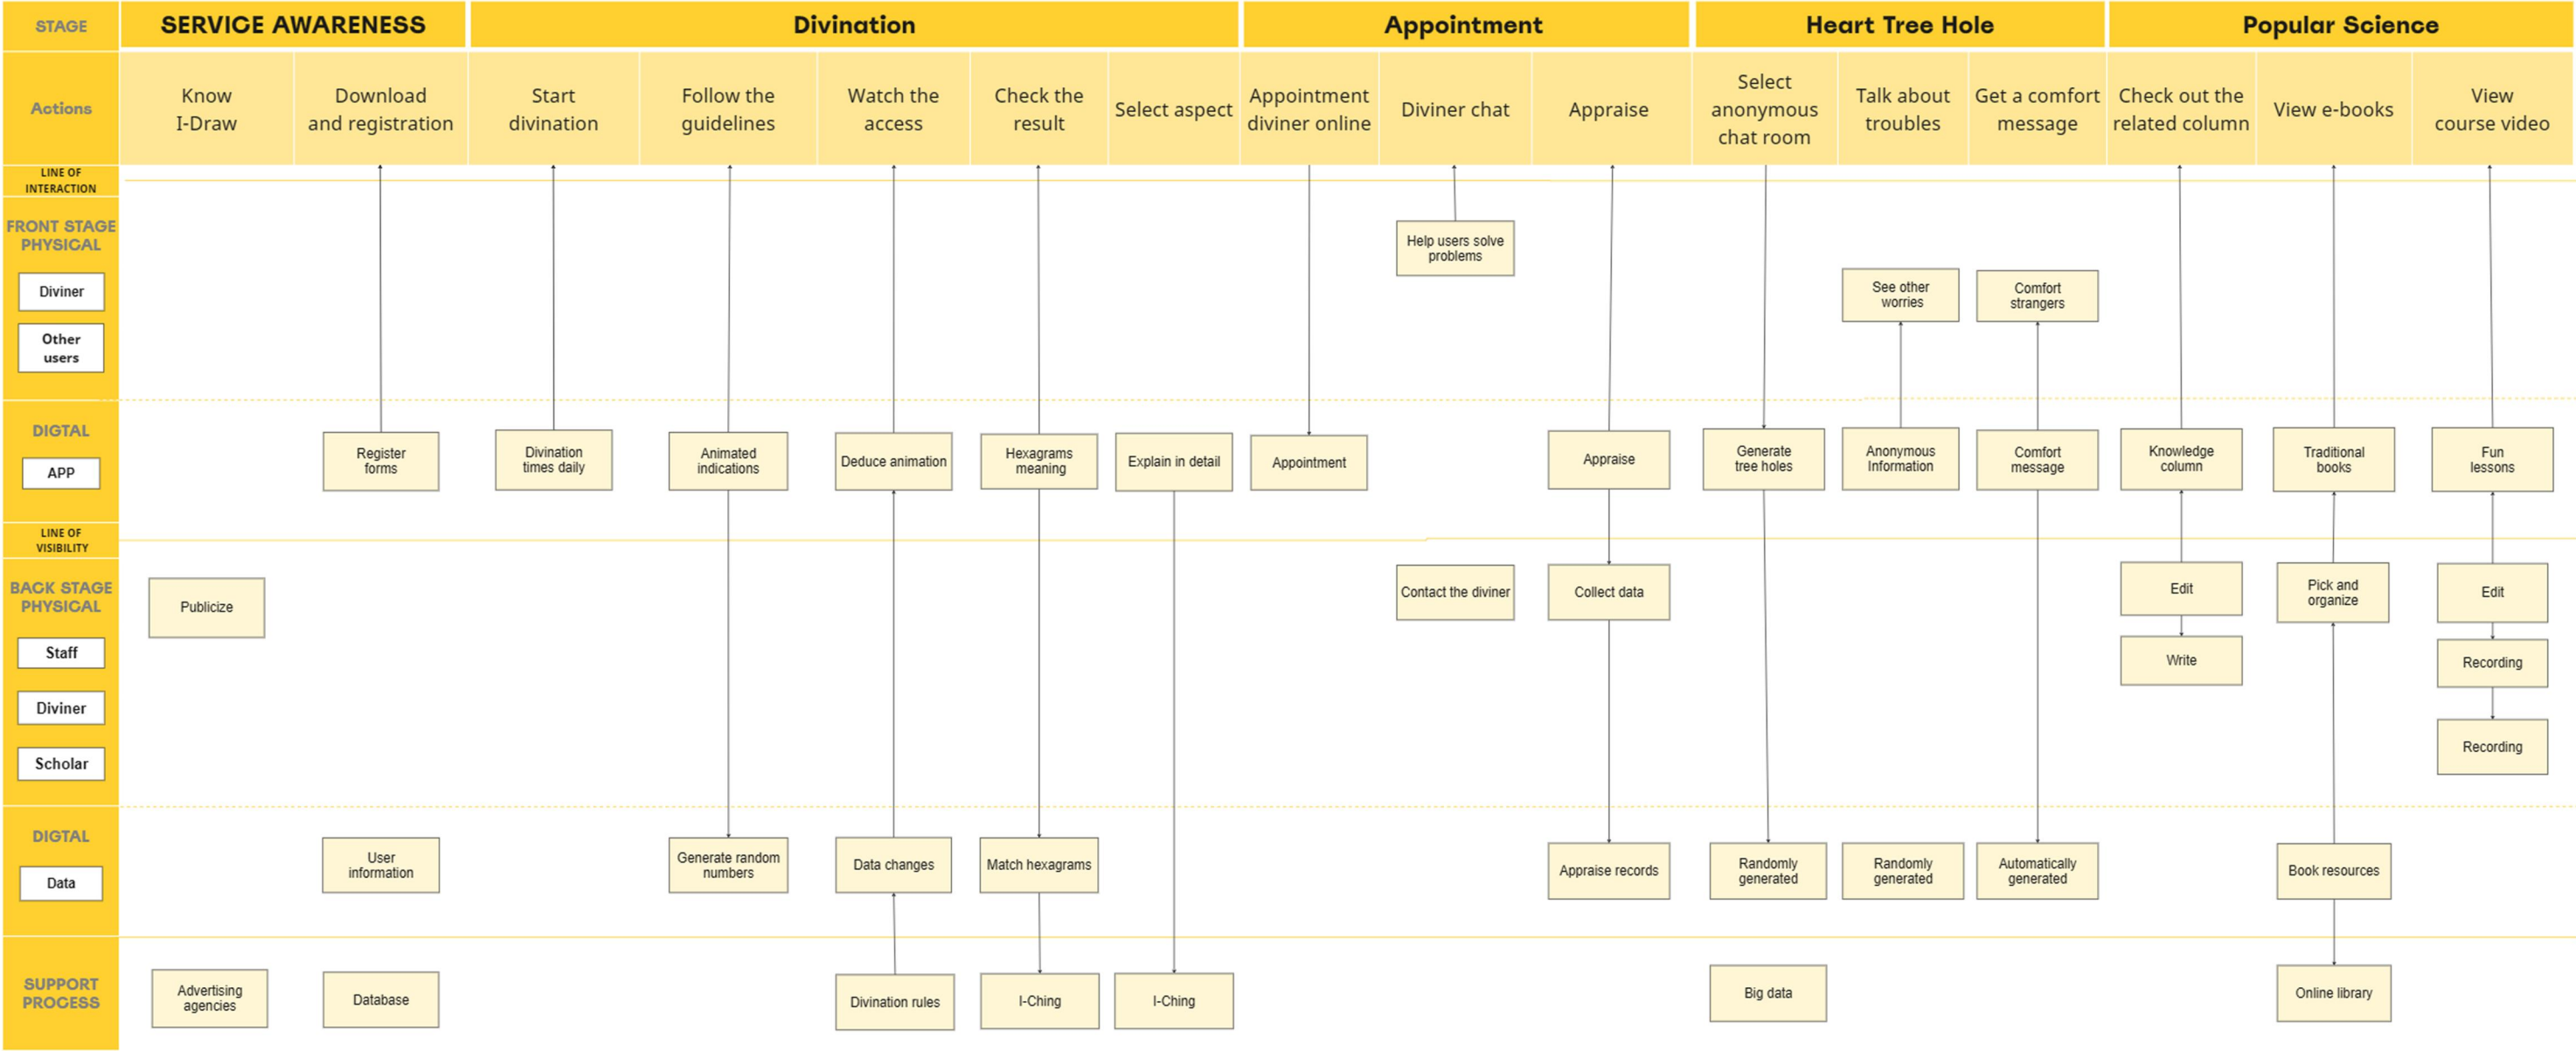 STAGE
SERVICE AWARENESS
Divination
Appointment
Heart Tree Hole
Popular Science
Actions
Know
I-Draw
Download
and registration
Start
divination
Follow the
guidelines
Watch the
access
Check the
result
Select aspect
Appointment
diviner online
Diviner chat
Appraise
Select
anonymous
chat room
Talk about
troubles
Get a comfort
message
Check out the
related column
View e-books
View
course video
LINE OF
INTERACTION
FRONT STAGE
PHYSICAL
Diviner
Other
users
Help users solve
problems
See other
worries
Comfort
strangers
DIGTAL
APP
Register
forms
Divination
times daily
Animated
indications
Deduce animation
Hexagrams
meaning
Explain in detail
Appointment
Appraise
Generate
tree holes
Anonymous
Information
Comfort
message
Knowledge
column
Traditional
books
Fun
lessons
LINE OF
VISIBILITY
BACK STAGE
PHYSICAL
Staff
Diviner
Scholar
Publicize
Contact the diviner
Collect data
Edit
Write
Pick and
organize
Edit
Recording
Recording
DIGTAL
Data
User
information
Generate random
numbers
Data changes
Match hexagrams
Appraise records
Randomly
generated
Randomly
generated
Automatically
generated
Book resources
SUPPORT
PROCESS
Advertising
agencies
Database
Divination rules
I-Ching
I-Ching
Big data
Online library